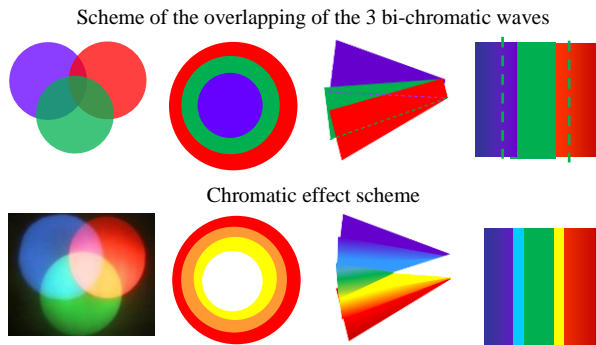 Scheme of the overlapping of the 3 bi-chromatic waves
Chromatic effect scheme